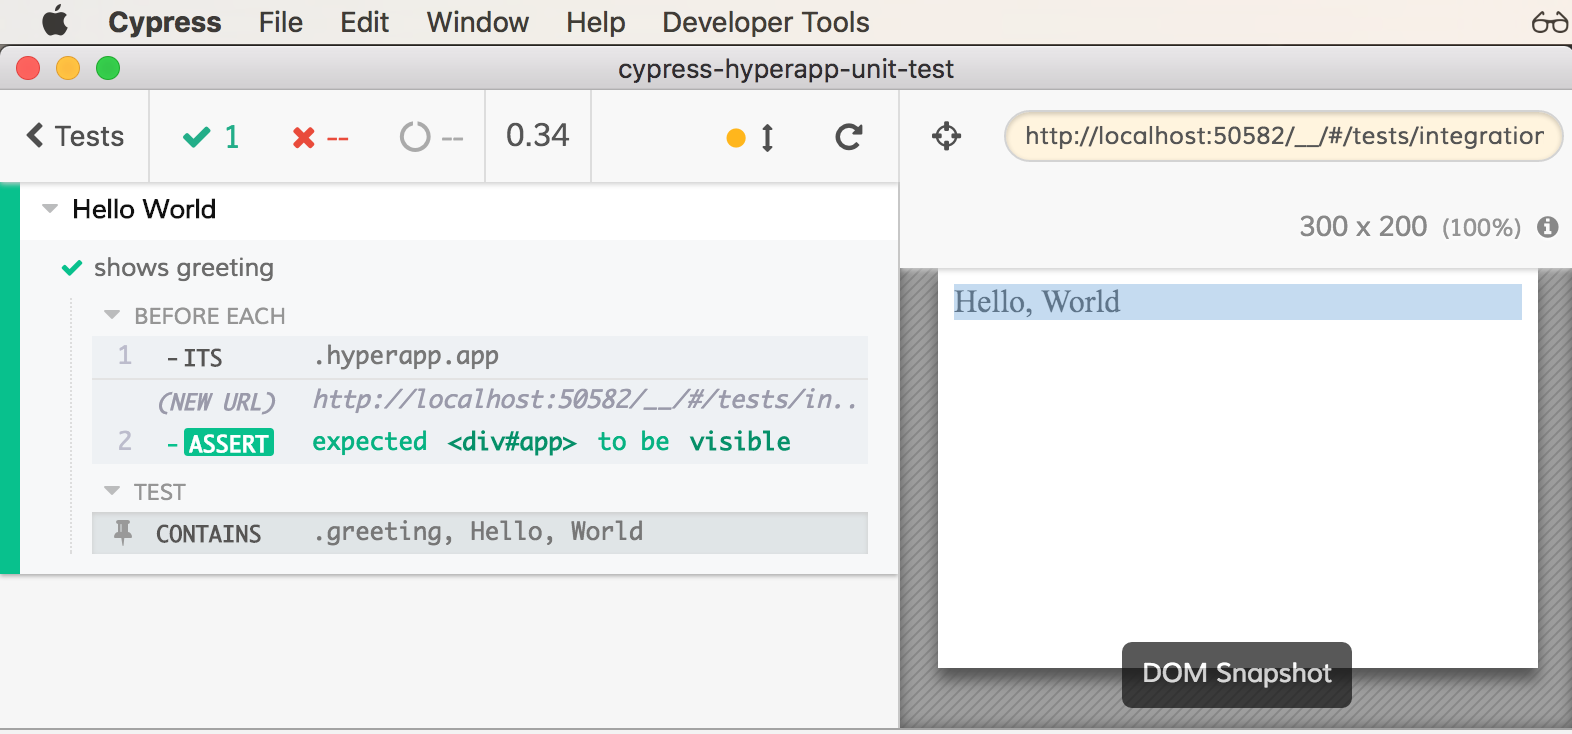 Cypress File Edit Window Help Developer Tools
cypress-hyperapp-unit-test
Tests 1 -- -- 0.34 http://localhost:50582/__/#/tests/integration
300 x 200 (100%)
Hello World
shows greeting
BEFORE EACH
1 -ITS .hyperapp.app
(NEW URL) http://localhost:50582/__/#/tests/in..
2 -ASSERT expected <div#app> to be visible
TEST
CONTAINS .greeting, Hello, World
Hello, World
DOM Snapshot